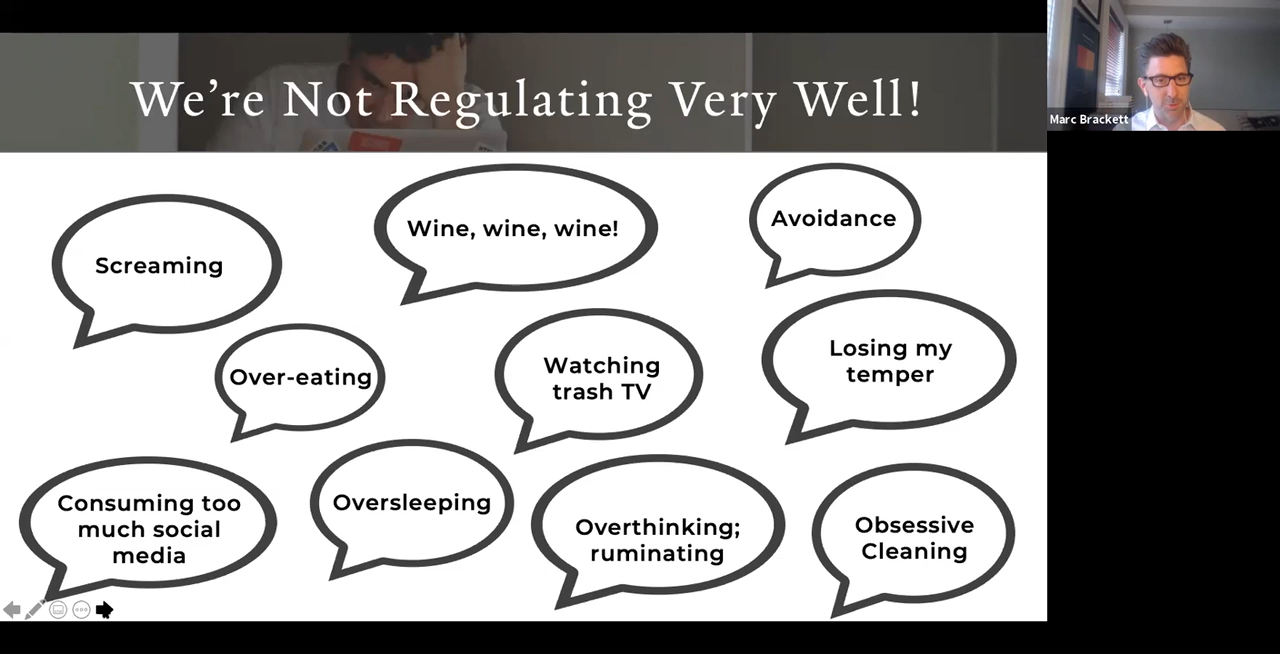 We're Not Regulating Very Well!
Marc Brackett
Screaming
Wine, wine, wine!
Avoidance
Over-eating
Watching
trash TV
Losing my
temper
Consuming too
much social
media
Oversleeping
Overthinking;
ruminating
Obsessive
Cleaning